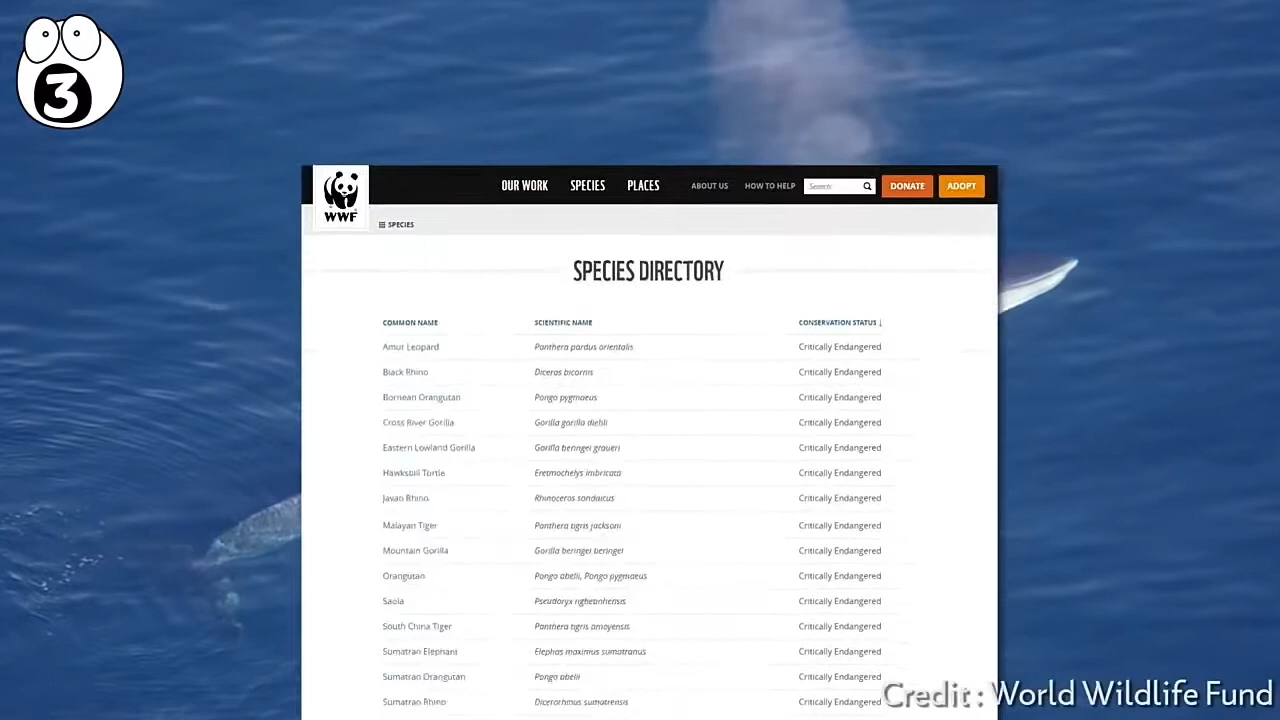 3
OUR WORK SPECIES PLACES ABOUT US HOW TO HELP Search DONATE ADOPT
WWF
SPECIES
SPECIES DIRECTORY
COMMON NAME SCIENTIFIC NAME CONSERVATION STATUS ↓
Amur Leopard Panthera pardus orientalis Critically Endangered
Black Rhino Diceros bicornis Critically Endangered
Bornean Orangutan Pongo pygmaeus Critically Endangered
Cross River Gorilla Gorilla gorilla diehli Critically Endangered
Eastern Lowland Gorilla Gorilla beringei graueri Critically Endangered
Hawksbill Turtle Eretmochelys imbricata Critically Endangered
Javan Rhino Rhinoceros sondaicus Critically Endangered
Malayan Tiger Panthera tigris jacksoni Critically Endangered
Mountain Gorilla Gorilla beringei beringei Critically Endangered
Orangutan Pongo abelii, Pongo pygmaeus Critically Endangered
Saola Pseudoryx nghetinhensis Critically Endangered
South China Tiger Panthera tigris amoyensis Critically Endangered
Sumatran Elephant Elephas maximus sumatranus Critically Endangered
Sumatran Orangutan Pongo abelii Critically Endangered
Sumatran Rhino Dicerorhinus sumatrensis Critically Endangered
Credit : World Wildlife Fund